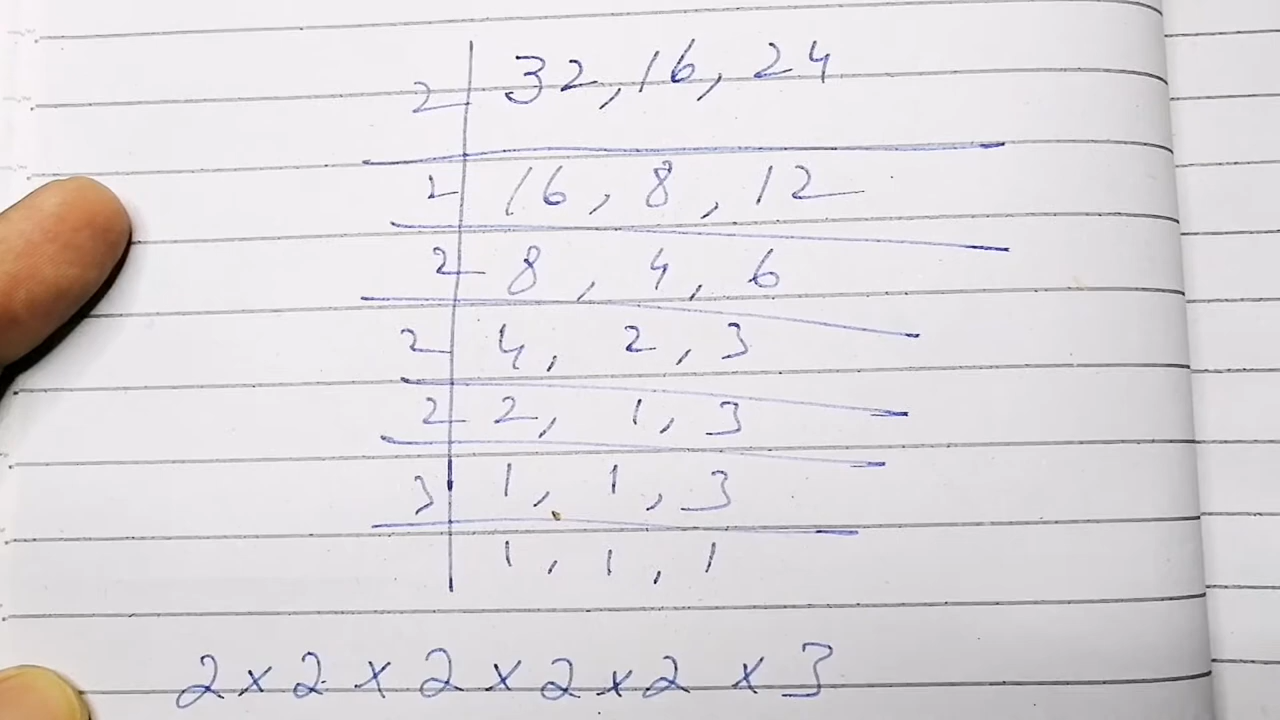 2 32, 16, 24
2 16, 8, 12
2 8, 4, 6
2 4, 2, 3
2 2, 1, 3
3 1, 1, 3
1, 1, 1
2 × 2 × 2 × 2 × 2 × 3